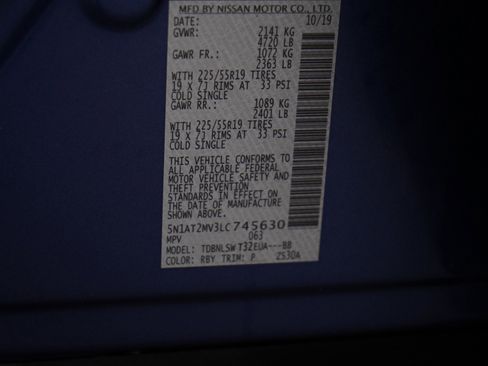 MFD BY NISSAN MOTOR CO., LTD.
DATE: 10/19
GVWR: 2141 KG
4720 LB
GAWR FR.: 1072 KG
2363 LB
WITH 225/55R19 TIRES
19 X 7J RIMS AT 33 PSI
COLD SINGLE
GAWR RR.: 1089 KG
2401 LB
WITH 225/55R19 TIRES
19 X 7J RIMS AT 33 PSI
COLD SINGLE
THIS VEHICLE CONFORMS TO
ALL APPLICABLE FEDERAL
MOTOR VEHICLE SAFETY AND
THEFT PREVENTION
STANDARDS IN EFFECT ON
THE DATE OF MANUFACTURE
SHOWN ABOVE.
5N1AT2MV3LC745630
MPV 063
MODEL: TDBNLSW T32EUA---BB
COLOR: RBY TRIM: P 2530A